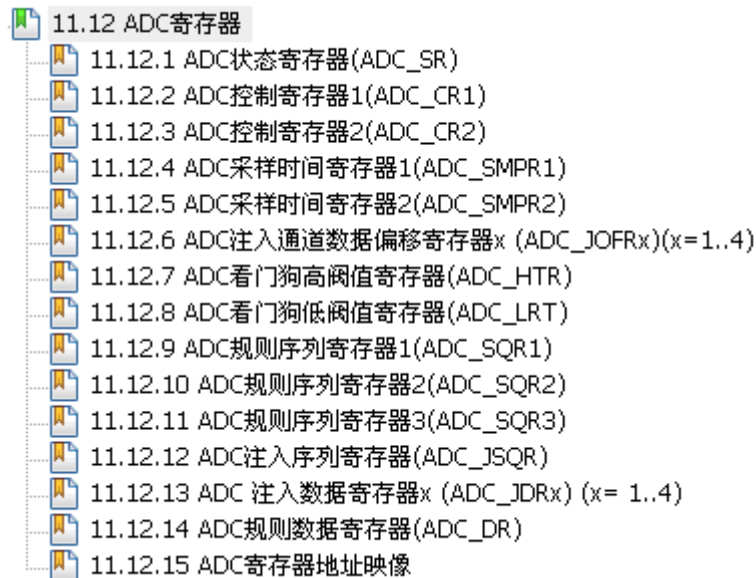 11.12 ADC寄存器
11.12.1 ADC状态寄存器(ADC_SR)
11.12.2 ADC控制寄存器1(ADC_CR1)
11.12.3 ADC控制寄存器2(ADC_CR2)
11.12.4 ADC采样时间寄存器1(ADC_SMPR1)
11.12.5 ADC采样时间寄存器2(ADC_SMPR2)
11.12.6 ADC注入通道数据偏移寄存器x (ADC_JOFRx)(x=1..4)
11.12.7 ADC看门狗高阀值寄存器(ADC_HTR)
11.12.8 ADC看门狗低阀值寄存器(ADC_LRT)
11.12.9 ADC规则序列寄存器1(ADC_SQR1)
11.12.10 ADC规则序列寄存器2(ADC_SQR2)
11.12.11 ADC规则序列寄存器3(ADC_SQR3)
11.12.12 ADC注入序列寄存器(ADC_JSQR)
11.12.13 ADC 注入数据寄存器x (ADC_JDRx) (x= 1..4)
11.12.14 ADC规则数据寄存器(ADC_DR)
11.12.15 ADC寄存器地址映像